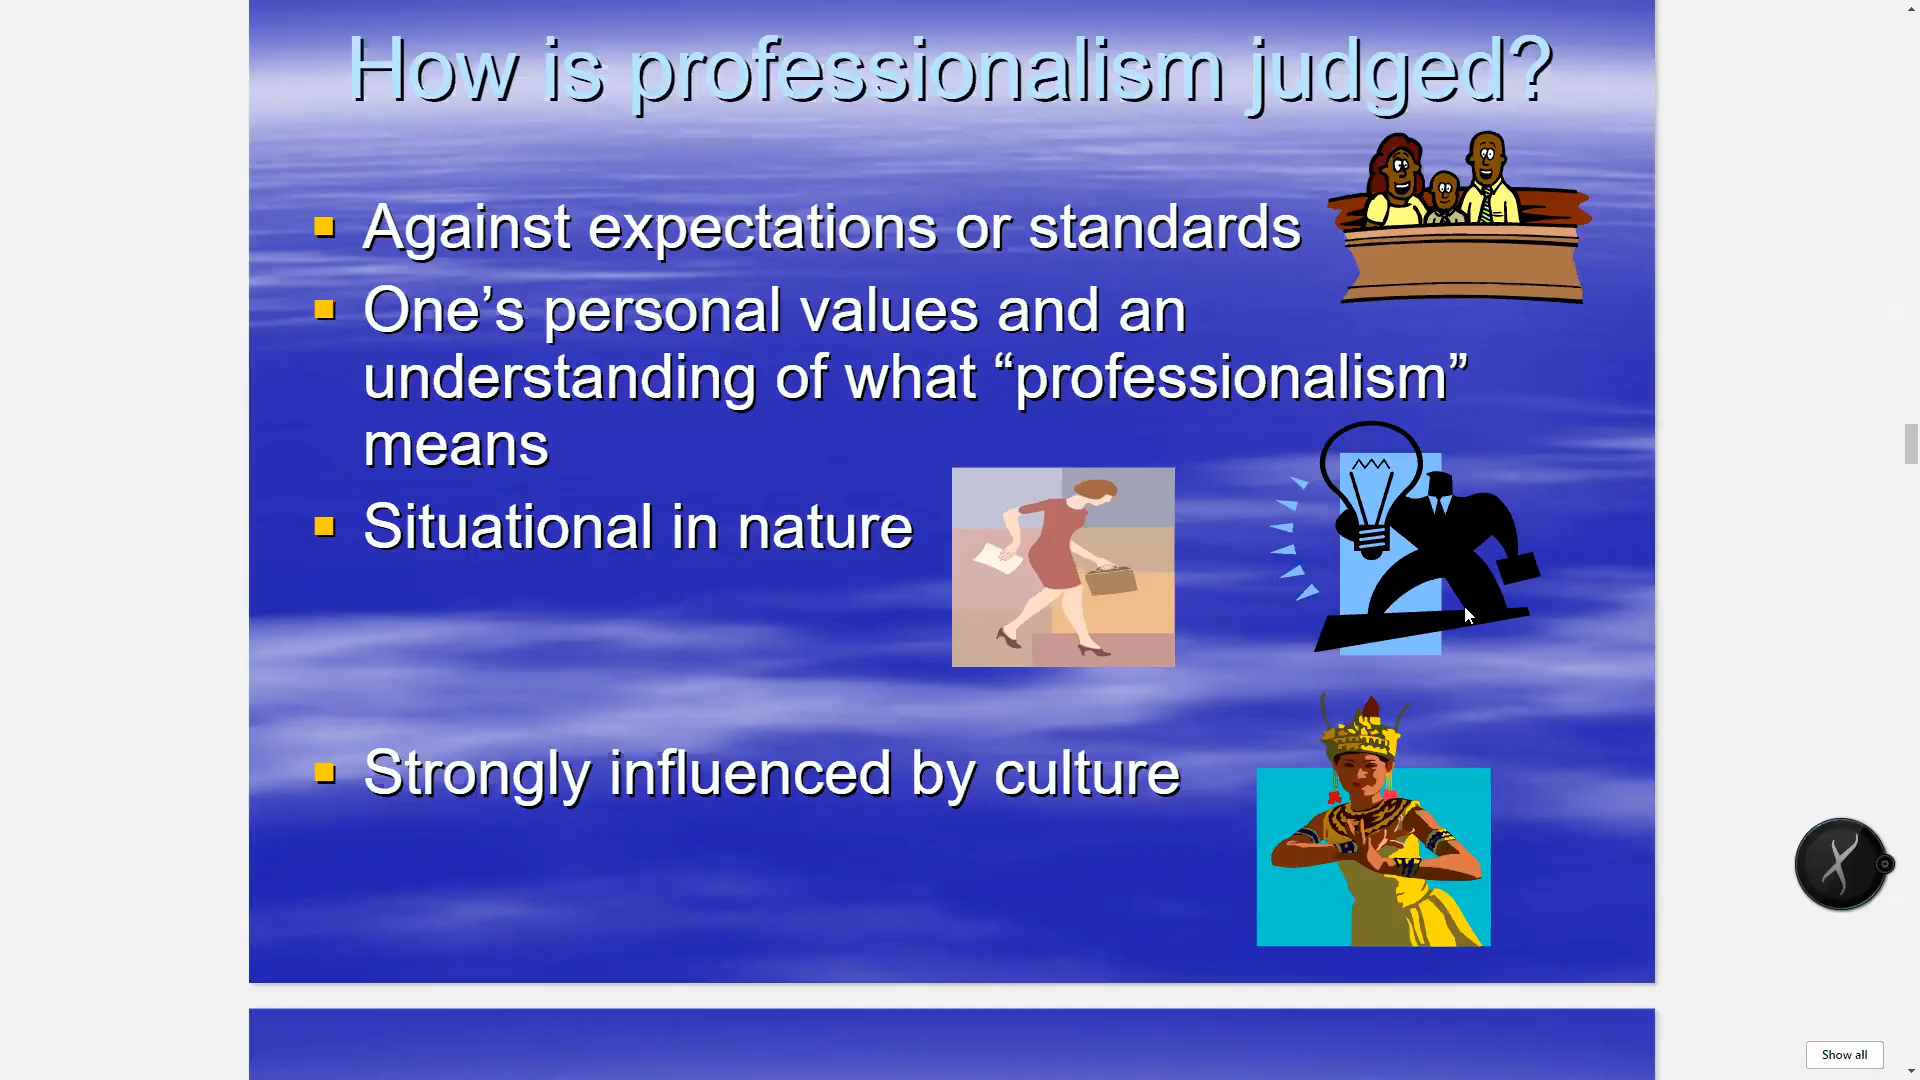 How is professionalism judged?
Against expectations or standards
One’s personal values and an
understanding of what “professionalism”
means
Situational in nature
Strongly influenced by culture
Show all